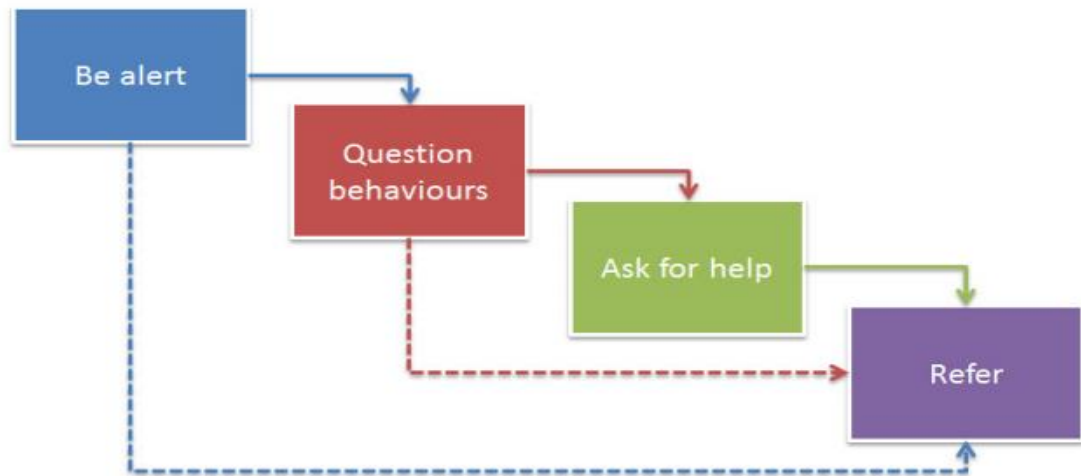 Be alert
Question
behaviours
Ask for help
Refer